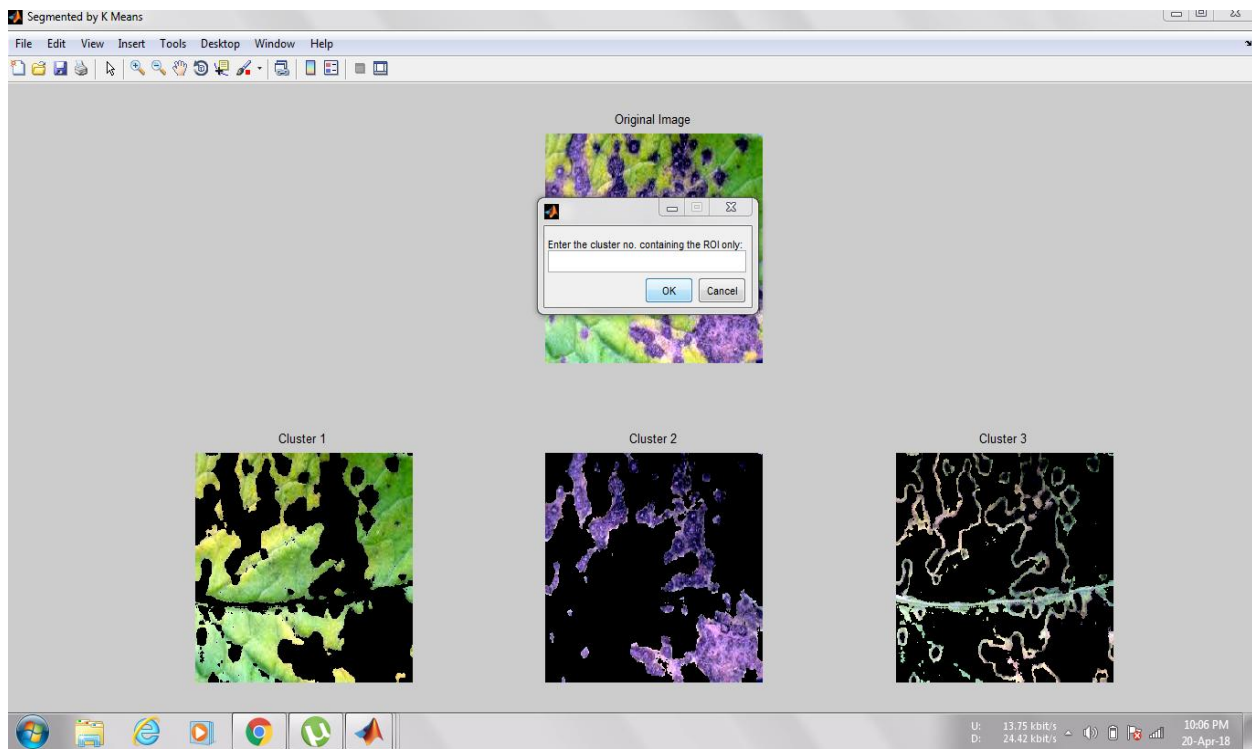 Segmented by K Means
File Edit View Insert Tools Desktop Window Help
Original Image
Enter the cluster no. containing the ROI only:
OK Cancel
Cluster 1 Cluster 2 Cluster 3
U: 13.75 kbit/s
D: 24.42 kbit/s
10:06 PM
20-Apr-18